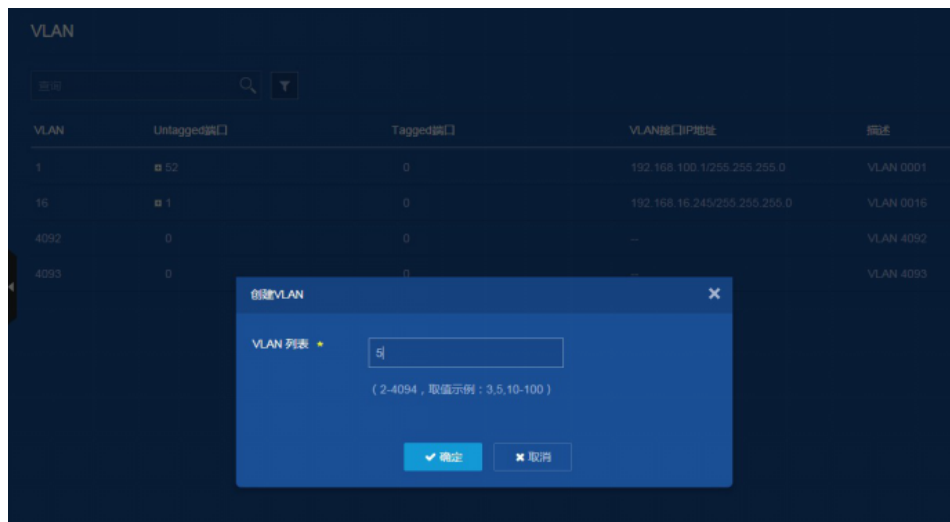 VLAN
查询
VLAN Untagged端口 Tagged端口 VLAN接口IP地址 描述
1 52 0 192.168.100.1/255.255.255.0 VLAN 0001
16 1 0 192.168.16.245/255.255.255.0 VLAN 0016
4092 0 0 -- VLAN 4092
4093 0 0 -- VLAN 4093
创建VLAN
VLAN 列表 *
5
（2-4094，取值示例：3,5,10-100）
确定 取消